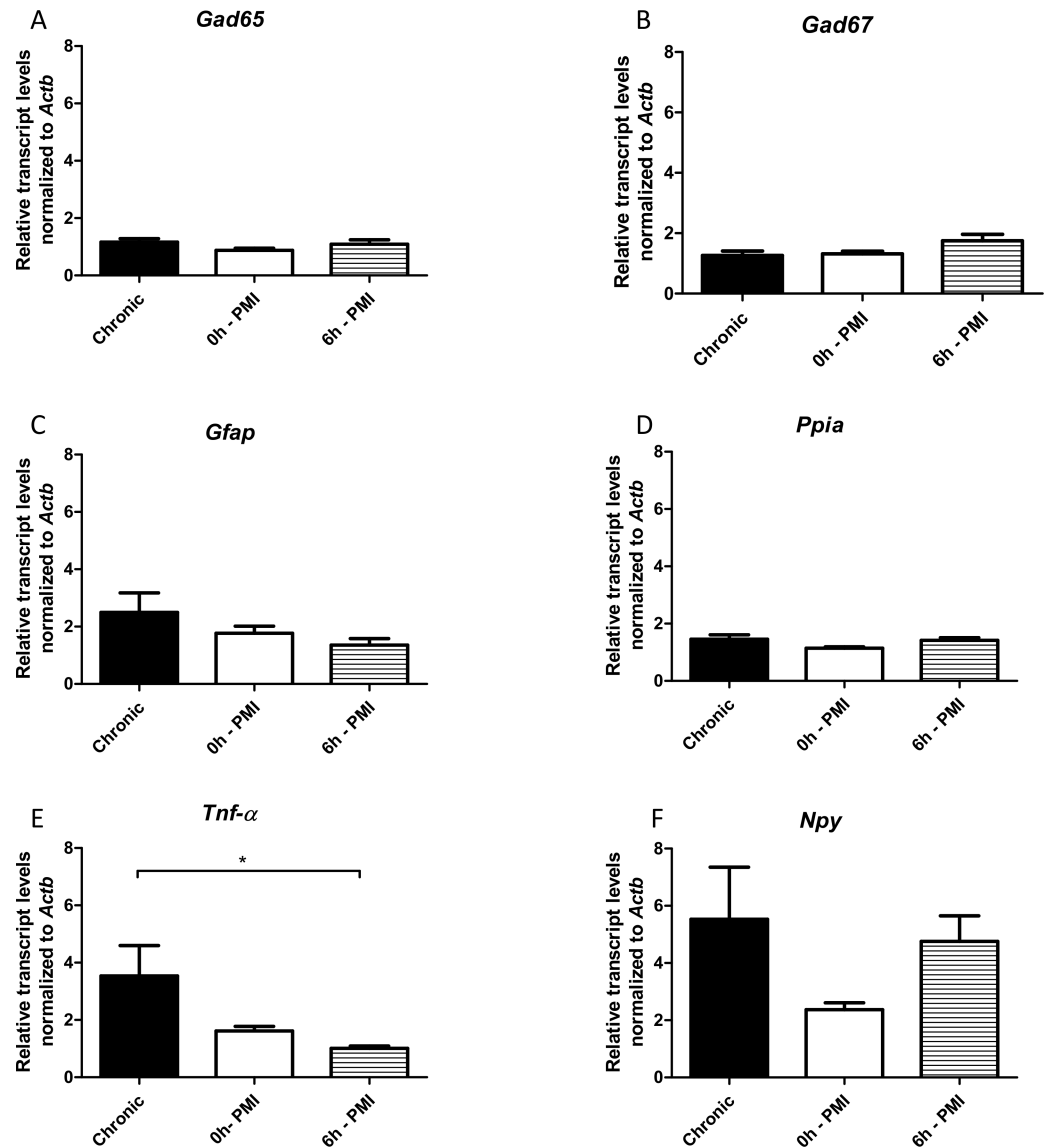 A
Gad65
Relative transcript levels
normalized to Actb
8
6
4
2
0
Chronic
0h - PMI
6h - PMI
B
Gad67
Relative transcript levels
normalized to Actb
8
6
4
2
0
Chronic
0h - PMI
6h - PMI
C
Gfap
Relative transcript levels
normalized to Actb
8
6
4
2
0
Chronic
0h - PMI
6h - PMI
D
Ppia
Relative transcript levels
normalized to Actb
8
6
4
2
0
Chronic
0h - PMI
6h - PMI
E
Tnf-α
Relative transcript levels
normalized to Actb
8
6
4
2
0
*
Chronic
0h- PMI
6h - PMI
F
Npy
Relative transcript levels
normalized to Actb
8
6
4
2
0
Chronic
0h - PMI
6h - PMI